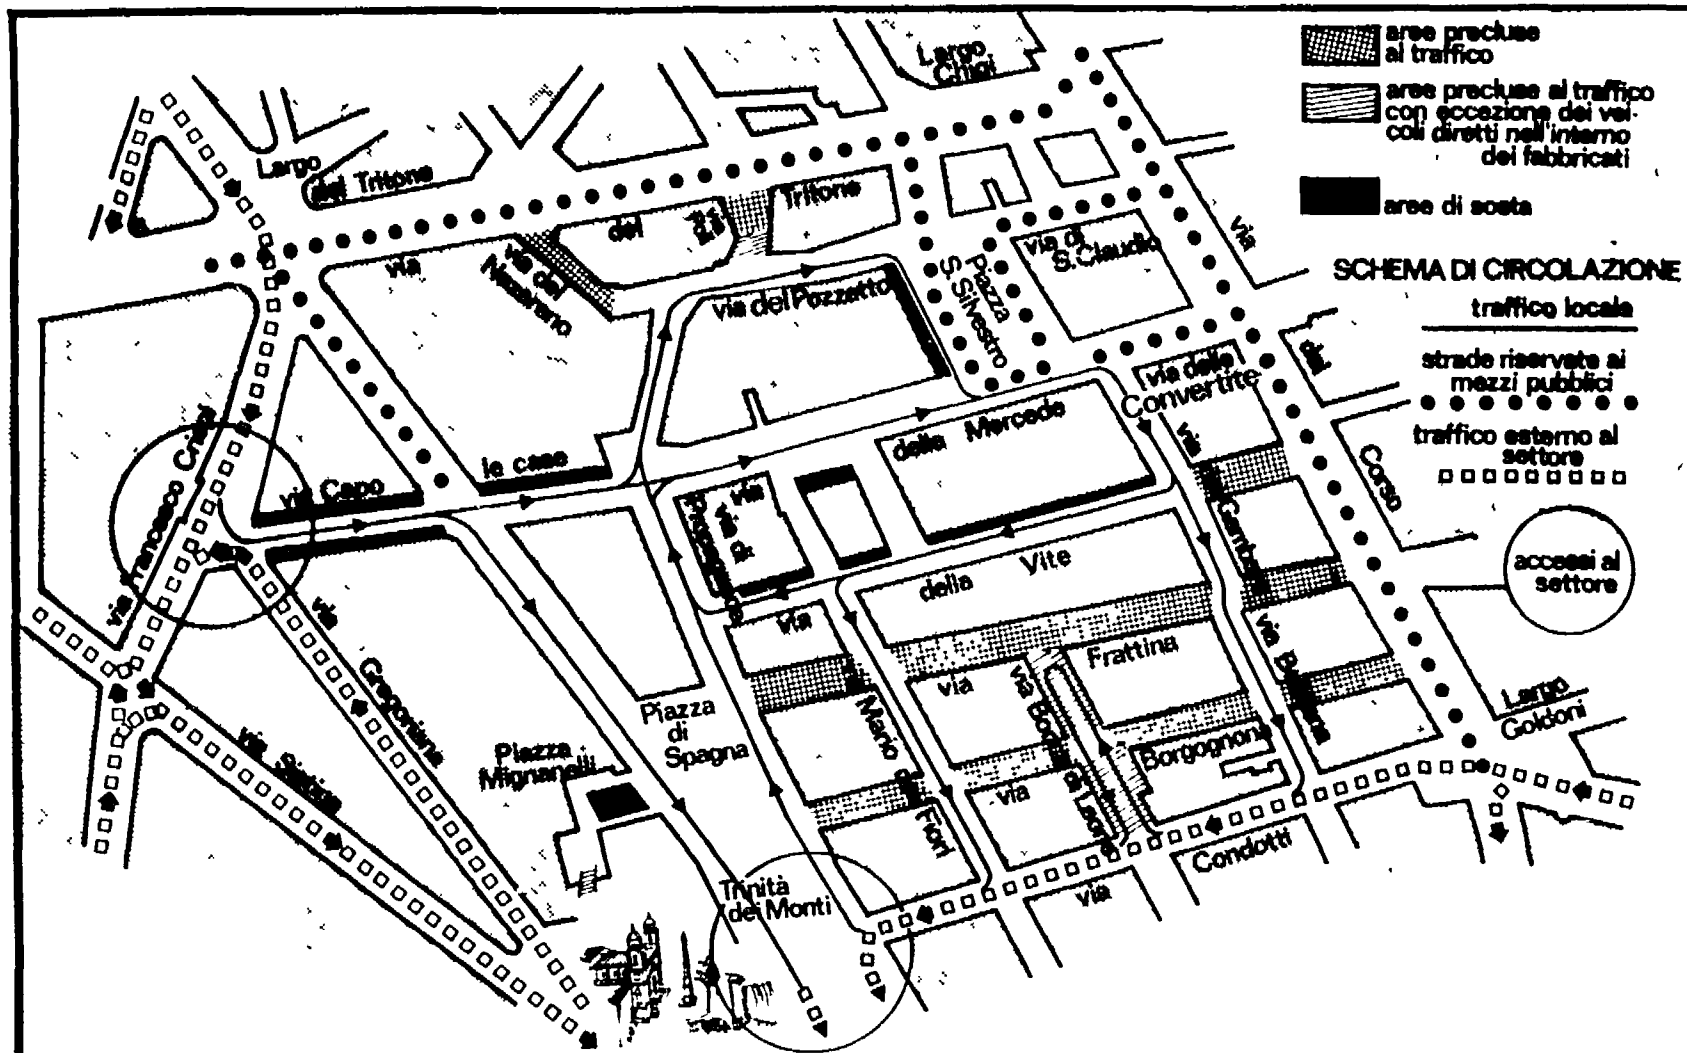 Largo
Chigi
aree precluse
al traffico
aree precluse al traffico
con eccezione dei vei-
coli diretti nell'interno
dei fabbricati
aree di sosta
SCHEMA DI CIRCOLAZIONE
traffico locale
strade riservate ai
mezzi pubblici
traffico esterno al
settore
accessi al
settore
Largo
del Tritone
via
del
Tritone
via del
Nazareno
via del Pozzetto
Piazza
S. Silvestro
via di
S. Claudio
via
del
Corso
via delle
Convertite
via Francesco Crispi
via Capo
le case
via
della Mercede
via di
Propaganda
via del Gambero
via
della
Vite
via
Frattina
via
Gregoriana
via Sistina
Piazza
di
Spagna
Piazza
Mignanelli
Mario dei Fiori
via Bocca di Leone
via
Borgognona
via Belsiana
Largo
Goldoni
via
Condotti
Trinità
dei Monti